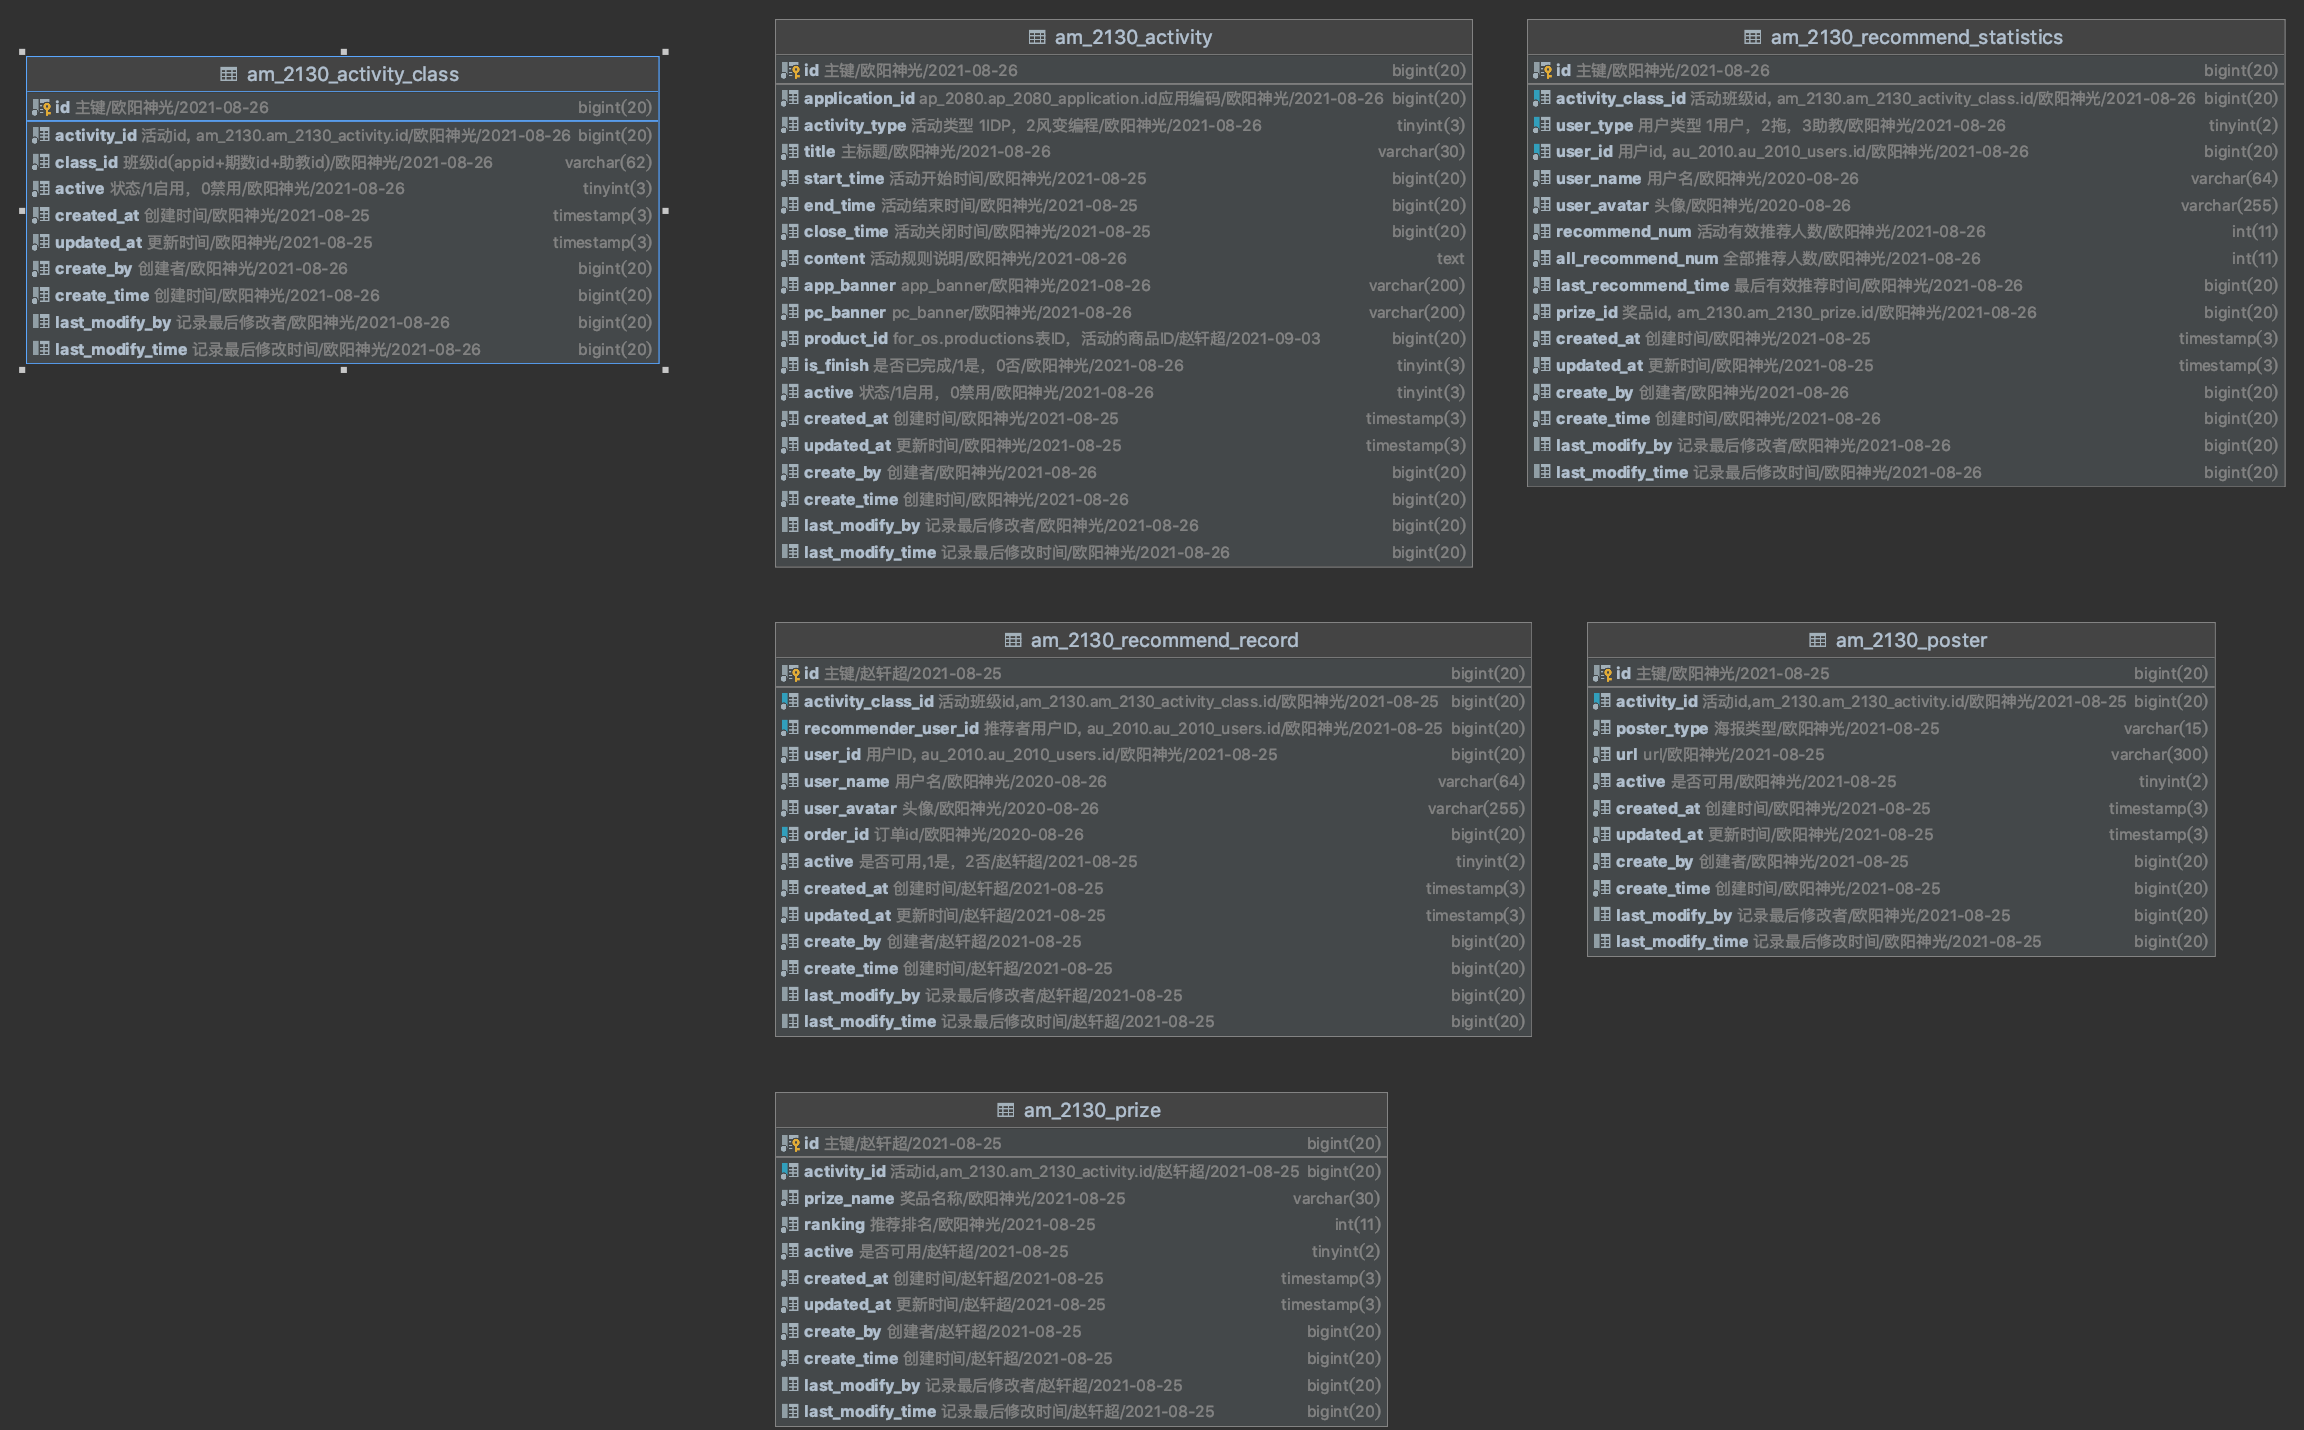 am_2130_activity_class
id 主键/欧阳神光/2021-08-26 bigint(20)
activity_id 活动id, am_2130.am_2130_activity.id/欧阳神光/2021-08-26 bigint(20)
class_id 班级id(appid+期数id+助教id)/欧阳神光/2021-08-26 varchar(62)
active 状态/1启用，0禁用/欧阳神光/2021-08-26 tinyint(3)
created_at 创建时间/欧阳神光/2021-08-25 timestamp(3)
updated_at 更新时间/欧阳神光/2021-08-25 timestamp(3)
create_by 创建者/欧阳神光/2021-08-26 bigint(20)
create_time 创建时间/欧阳神光/2021-08-26 bigint(20)
last_modify_by 记录最后修改者/欧阳神光/2021-08-26 bigint(20)
last_modify_time 记录最后修改时间/欧阳神光/2021-08-26 bigint(20)
am_2130_activity
id 主键/欧阳神光/2021-08-26 bigint(20)
application_id ap_2080.ap_2080_application.id应用编码/欧阳神光/2021-08-26 bigint(20)
activity_type 活动类型 1IDP，2风变编程/欧阳神光/2021-08-26 tinyint(3)
title 主标题/欧阳神光/2021-08-26 varchar(30)
start_time 活动开始时间/欧阳神光/2021-08-25 bigint(20)
end_time 活动结束时间/欧阳神光/2021-08-25 bigint(20)
close_time 活动关闭时间/欧阳神光/2021-08-25 bigint(20)
content 活动规则说明/欧阳神光/2021-08-26 text
app_banner app_banner/欧阳神光/2021-08-26 varchar(200)
pc_banner pc_banner/欧阳神光/2021-08-26 varchar(200)
product_id for_os.productions表ID，活动的商品ID/赵轩超/2021-09-03 bigint(20)
is_finish 是否已完成/1是，0否/欧阳神光/2021-08-26 tinyint(3)
active 状态/1启用，0禁用/欧阳神光/2021-08-26 tinyint(3)
created_at 创建时间/欧阳神光/2021-08-25 timestamp(3)
updated_at 更新时间/欧阳神光/2021-08-25 timestamp(3)
create_by 创建者/欧阳神光/2021-08-26 bigint(20)
create_time 创建时间/欧阳神光/2021-08-26 bigint(20)
last_modify_by 记录最后修改者/欧阳神光/2021-08-26 bigint(20)
last_modify_time 记录最后修改时间/欧阳神光/2021-08-26 bigint(20)
am_2130_recommend_statistics
id 主键/欧阳神光/2021-08-26 bigint(20)
activity_class_id 活动班级id, am_2130.am_2130_activity_class.id/欧阳神光/2021-08-26 bigint(20)
user_type 用户类型 1用户，2拖，3助教/欧阳神光/2021-08-26 tinyint(2)
user_id 用户id, au_2010.au_2010_users.id/欧阳神光/2021-08-26 bigint(20)
user_name 用户名/欧阳神光/2020-08-26 varchar(64)
user_avatar 头像/欧阳神光/2020-08-26 varchar(255)
recommend_num 活动有效推荐人数/欧阳神光/2021-08-26 int(11)
all_recommend_num 全部推荐人数/欧阳神光/2021-08-26 int(11)
last_recommend_time 最后有效推荐时间/欧阳神光/2021-08-26 bigint(20)
prize_id 奖品id, am_2130.am_2130_prize.id/欧阳神光/2021-08-26 bigint(20)
created_at 创建时间/欧阳神光/2021-08-25 timestamp(3)
updated_at 更新时间/欧阳神光/2021-08-25 timestamp(3)
create_by 创建者/欧阳神光/2021-08-26 bigint(20)
create_time 创建时间/欧阳神光/2021-08-26 bigint(20)
last_modify_by 记录最后修改者/欧阳神光/2021-08-26 bigint(20)
last_modify_time 记录最后修改时间/欧阳神光/2021-08-26 bigint(20)
am_2130_recommend_record
id 主键/赵轩超/2021-08-25 bigint(20)
activity_class_id 活动班级id,am_2130.am_2130_activity_class.id/欧阳神光/2021-08-25 bigint(20)
recommender_user_id 推荐者用户ID, au_2010.au_2010_users.id/欧阳神光/2021-08-25 bigint(20)
user_id 用户ID, au_2010.au_2010_users.id/欧阳神光/2021-08-25 bigint(20)
user_name 用户名/欧阳神光/2020-08-26 varchar(64)
user_avatar 头像/欧阳神光/2020-08-26 varchar(255)
order_id 订单id/欧阳神光/2020-08-26 bigint(20)
active 是否可用,1是，2否/赵轩超/2021-08-25 tinyint(2)
created_at 创建时间/赵轩超/2021-08-25 timestamp(3)
updated_at 更新时间/赵轩超/2021-08-25 timestamp(3)
create_by 创建者/赵轩超/2021-08-25 bigint(20)
create_time 创建时间/赵轩超/2021-08-25 bigint(20)
last_modify_by 记录最后修改者/赵轩超/2021-08-25 bigint(20)
last_modify_time 记录最后修改时间/赵轩超/2021-08-25 bigint(20)
am_2130_poster
id 主键/欧阳神光/2021-08-25 bigint(20)
activity_id 活动id,am_2130.am_2130_activity.id/欧阳神光/2021-08-25 bigint(20)
poster_type 海报类型/欧阳神光/2021-08-25 varchar(15)
url url/欧阳神光/2021-08-25 varchar(300)
active 是否可用/欧阳神光/2021-08-25 tinyint(2)
created_at 创建时间/欧阳神光/2021-08-25 timestamp(3)
updated_at 更新时间/欧阳神光/2021-08-25 timestamp(3)
create_by 创建者/欧阳神光/2021-08-25 bigint(20)
create_time 创建时间/欧阳神光/2021-08-25 bigint(20)
last_modify_by 记录最后修改者/欧阳神光/2021-08-25 bigint(20)
last_modify_time 记录最后修改时间/欧阳神光/2021-08-25 bigint(20)
am_2130_prize
id 主键/赵轩超/2021-08-25 bigint(20)
activity_id 活动id,am_2130.am_2130_activity.id/赵轩超/2021-08-25 bigint(20)
prize_name 奖品名称/欧阳神光/2021-08-25 varchar(30)
ranking 推荐排名/欧阳神光/2021-08-25 int(11)
active 是否可用/赵轩超/2021-08-25 tinyint(2)
created_at 创建时间/赵轩超/2021-08-25 timestamp(3)
updated_at 更新时间/赵轩超/2021-08-25 timestamp(3)
create_by 创建者/赵轩超/2021-08-25 bigint(20)
create_time 创建时间/赵轩超/2021-08-25 bigint(20)
last_modify_by 记录最后修改者/赵轩超/2021-08-25 bigint(20)
last_modify_time 记录最后修改时间/赵轩超/2021-08-25 bigint(20)